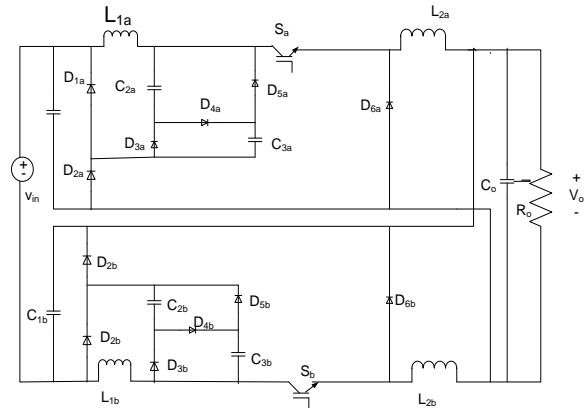 L1a
Sa
L2a
D1a
C2a
D5a
D4a
D6a
D3a
C3a
D2a
+
-
vin
Co
+
Vo
-
Ro
D2b
C1b
C2b
D5b
D6b
D4b
D2b
D3b
C3b
Sb
L1b
L2b